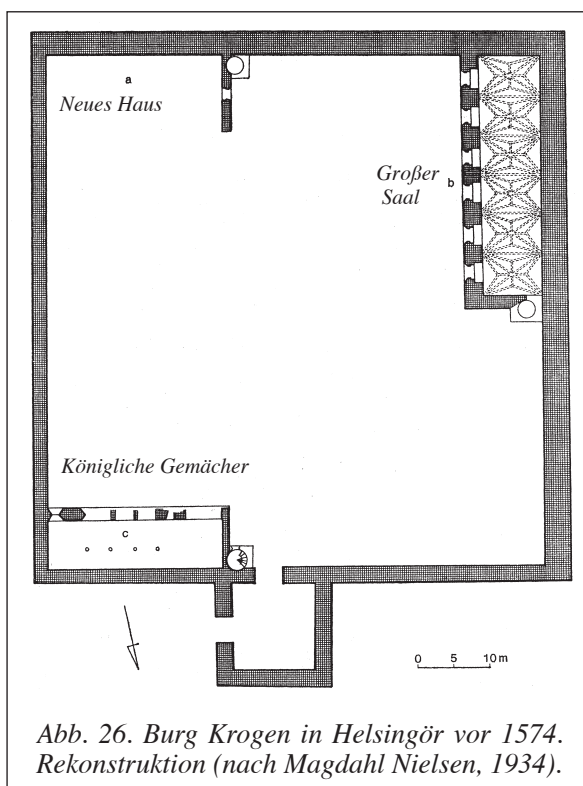 a
Neues Haus
Großer
Saal
b
Königliche Gemächer
c
0 5 10 m
Abb. 26. Burg Krogen in Helsingör vor 1574.
Rekonstruktion (nach Magdahl Nielsen, 1934).